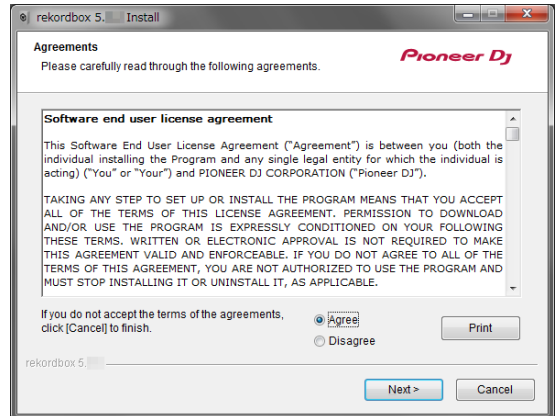 rekordbox 5. Install
Agreements
Please carefully read through the following agreements.
Pioneer Dj
Software end user license agreement
This Software End User License Agreement (“Agreement”) is between you (both the
individual installing the Program and any single legal entity for which the individual is
acting) (“You” or “Your”) and PIONEER DJ CORPORATION (“Pioneer DJ”).
TAKING ANY STEP TO SET UP OR INSTALL THE PROGRAM MEANS THAT YOU ACCEPT
ALL OF THE TERMS OF THIS LICENSE AGREEMENT. PERMISSION TO DOWNLOAD
AND/OR USE THE PROGRAM IS EXPRESSLY CONDITIONED ON YOUR FOLLOWING
THESE TERMS. WRITTEN OR ELECTRONIC APPROVAL IS NOT REQUIRED TO MAKE
THIS AGREEMENT VALID AND ENFORCEABLE. IF YOU DO NOT AGREE TO ALL OF THE
TERMS OF THIS AGREEMENT, YOU ARE NOT AUTHORIZED TO USE THE PROGRAM AND
MUST STOP INSTALLING IT OR UNINSTALL IT, AS APPLICABLE.
If you do not accept the terms of the agreements,
click [Cancel] to finish.
Agree
Disagree
Print
rekordbox 5.
Next >
Cancel